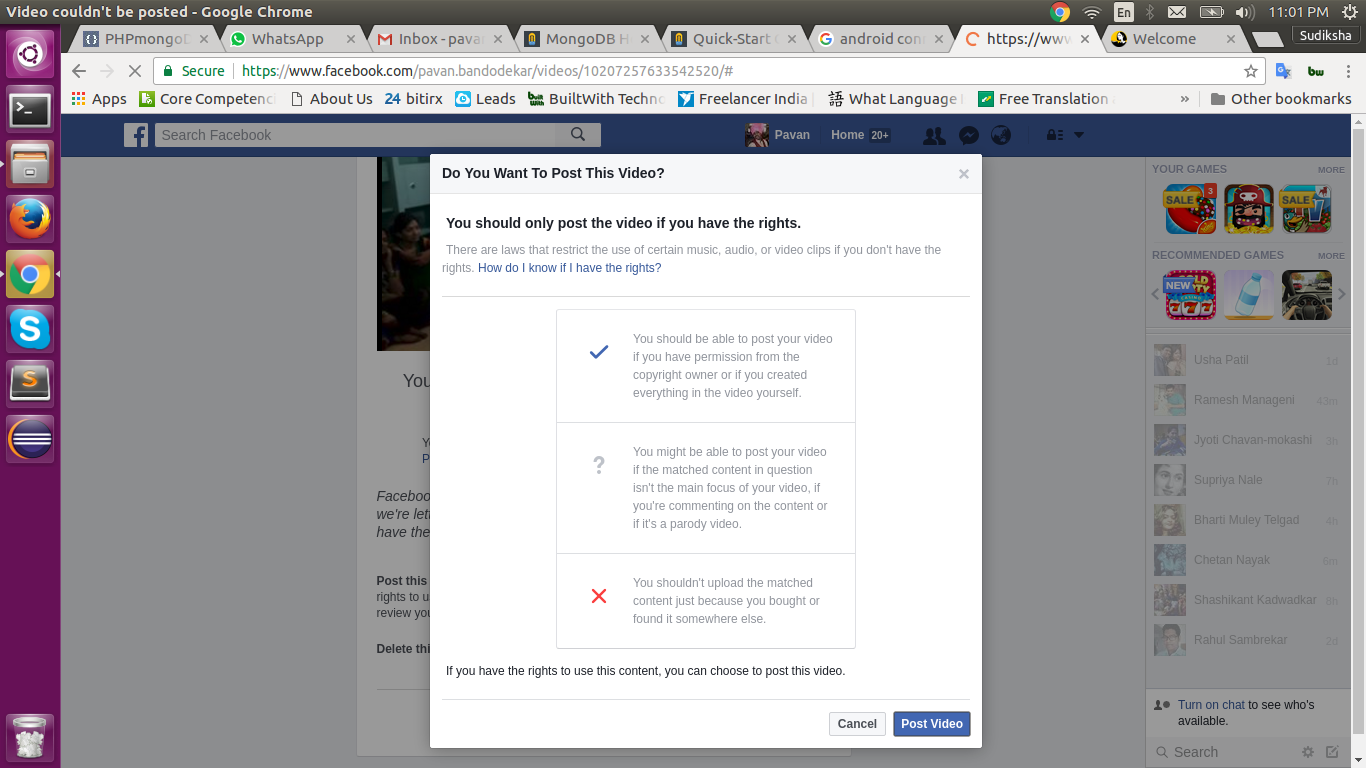 Video couldn't be posted - Google Chrome
En
11:01 PM
PHPmongoD
WhatsApp
Inbox - pavan
MongoDB H
Quick-Start
android con
https://www
Welcome
Sudiksha
Secure
https://www.facebook.com/pavan.bandodekar/videos/10207257633542520/#
Apps
Core Competenci
About Us
24 bitirx
Leads
BuiltWith Techno
Freelancer India
語 What Language
Free Translation
»
Other bookmarks
Search Facebook
Pavan
Home 20+
Do You Want To Post This Video?
You should only post the video if you have the rights.
There are laws that restrict the use of certain music, audio, or video clips if you don't have the
rights. How do I know if I have the rights?
You should be able to post your video
if you have permission from the
copyright owner or if you created
everything in the video yourself.
?
You might be able to post your video
if the matched content in question
isn't the main focus of your video, if
you're commenting on the content or
if it's a parody video.
You shouldn't upload the matched
content just because you bought or
found it somewhere else.
If you have the rights to use this content, you can choose to post this video.
Cancel
Post Video
You
Facebo
we're lett
have the
Post this
rights to u
review you
Delete thi
YOUR GAMES
MORE
SALE
3
SALE
RECOMMENDED GAMES
MORE
NEW
777
Usha Patil 1d
Ramesh Manageni 43m
Jyoti Chavan-mokashi 3h
Supriya Nale 7h
Bharti Muley Telgad 4h
Chetan Nayak 6m
Shashikant Kadwadkar 8h
Rahul Sambrekar 2d
Turn on chat to see who's
available.
Search